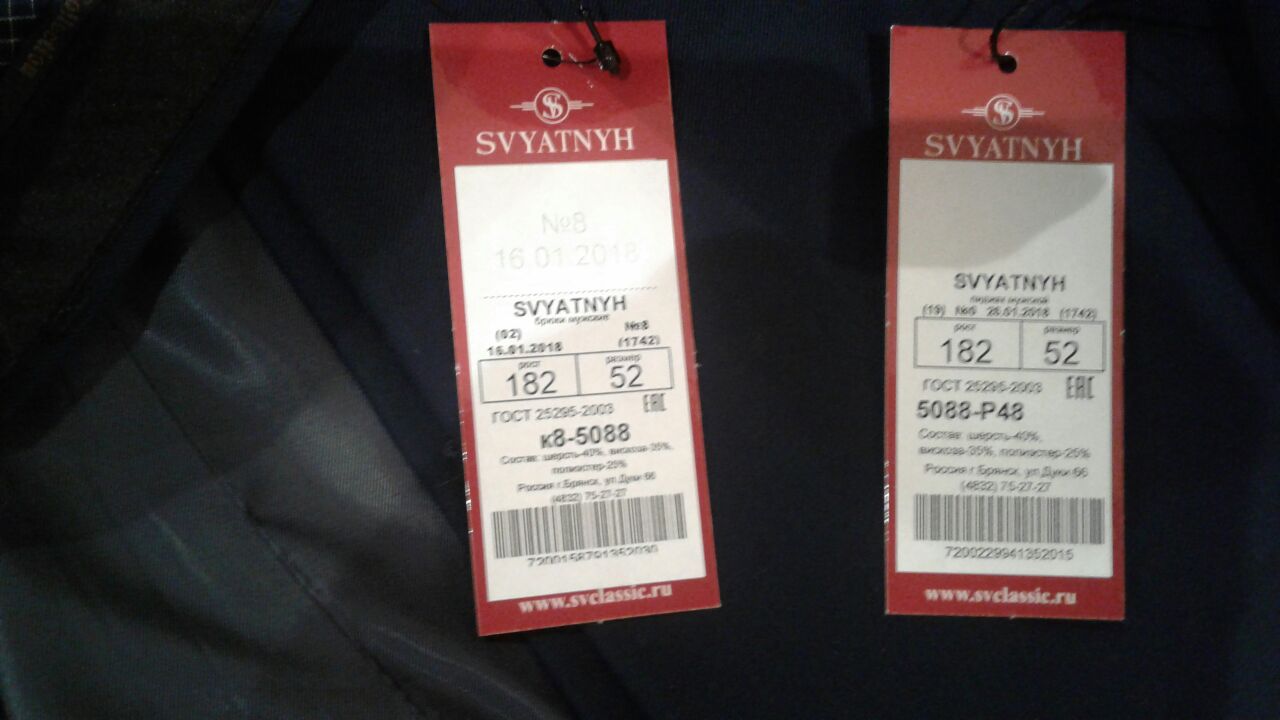 SVYATNYH
№8
16.01.2018
SVYATNYH
брюки мужские
(02) №8
16.01.2018 (1742)
рост размер
182 52
ГОСТ 25295-2003 ЕАС
к8-5088
Состав: шерсть-40%, вискоза-35%,
полиэстер-25%
Россия г.Брянск, ул.Дуки 66
(4832) 75-27-27
www.svclassic.ru
SVYATNYH
SVYATNYH
пиджак мужской
(19) 26.01.2018 (1742)
рост размер
182 52
ГОСТ 25295-2003 ЕАС
5088-Р48
Состав: шерсть-40%,
вискоза-35%, полиэстер-25%
Россия г.Брянск, ул.Дуки 66
(4832) 75-27-27
7200229941352015
www.svclassic.ru